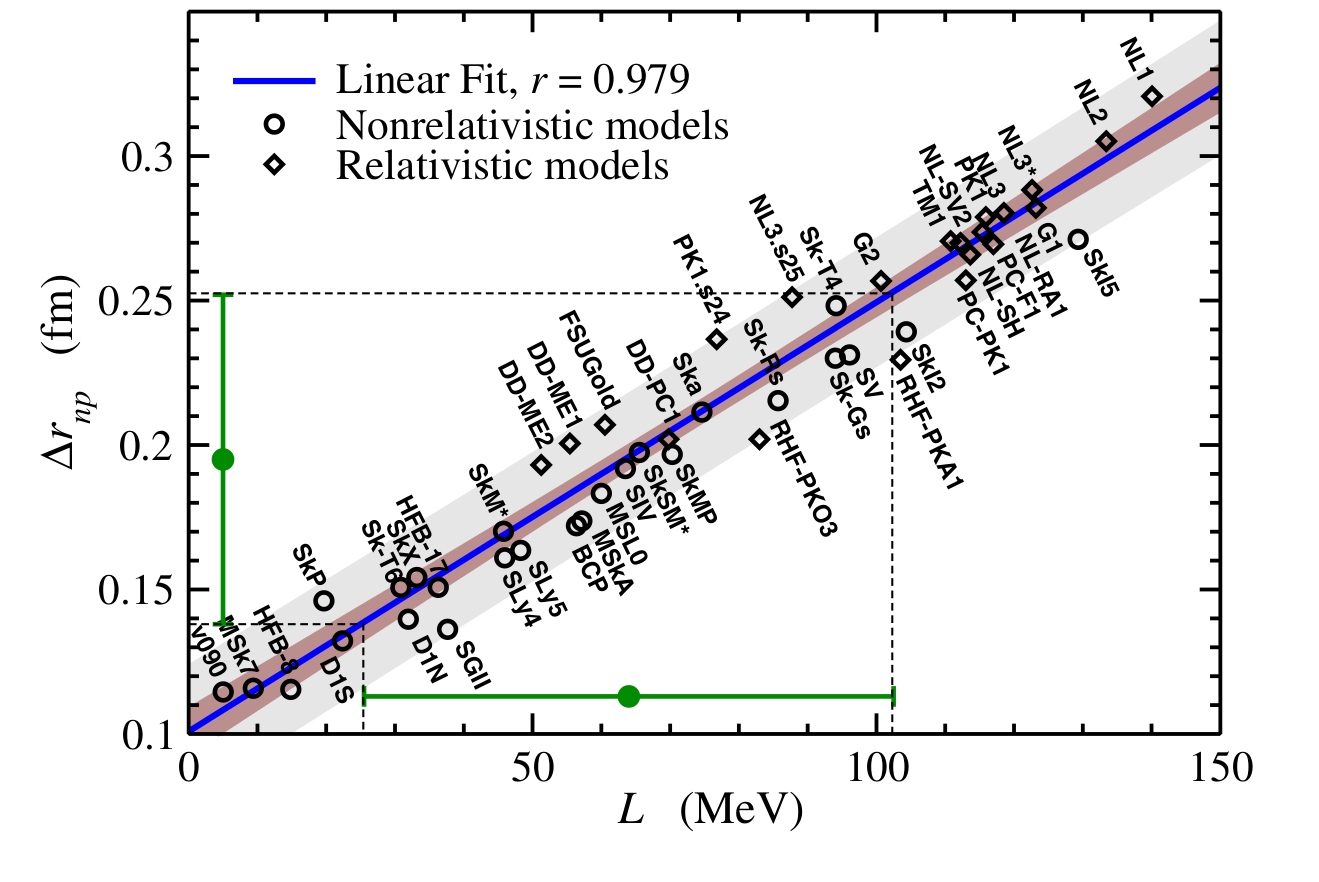 Linear Fit, r = 0.979
Nonrelativistic models
Relativistic models
0.3
0.25
0.2
0.15
0.1
Δr_np (fm)
0
50
100
150
L (MeV)
v090
MSk7
HFB-8
SkP
D1S
Sk-T6
SkX
HFB-17
D1N
SGII
SkM*
SLy4
SLy5
DD-ME2
DD-ME1
FSUGold
BCP
MSkA
MSL0
SIV
SkSM*
SkMP
DD-PC1
Ska
PK1.s24
Sk-Rs
RHF-PKO3
NL3.s25
Sk-T4
Sk-Gs
SV
G2
SkI2
RHF-PKA1
TM1
NL-SV2
PK1
NL3
NL3*
PC-PK1
NL-SH
PC-F1
NL-RA1
G1
SkI5
NL2
NL1